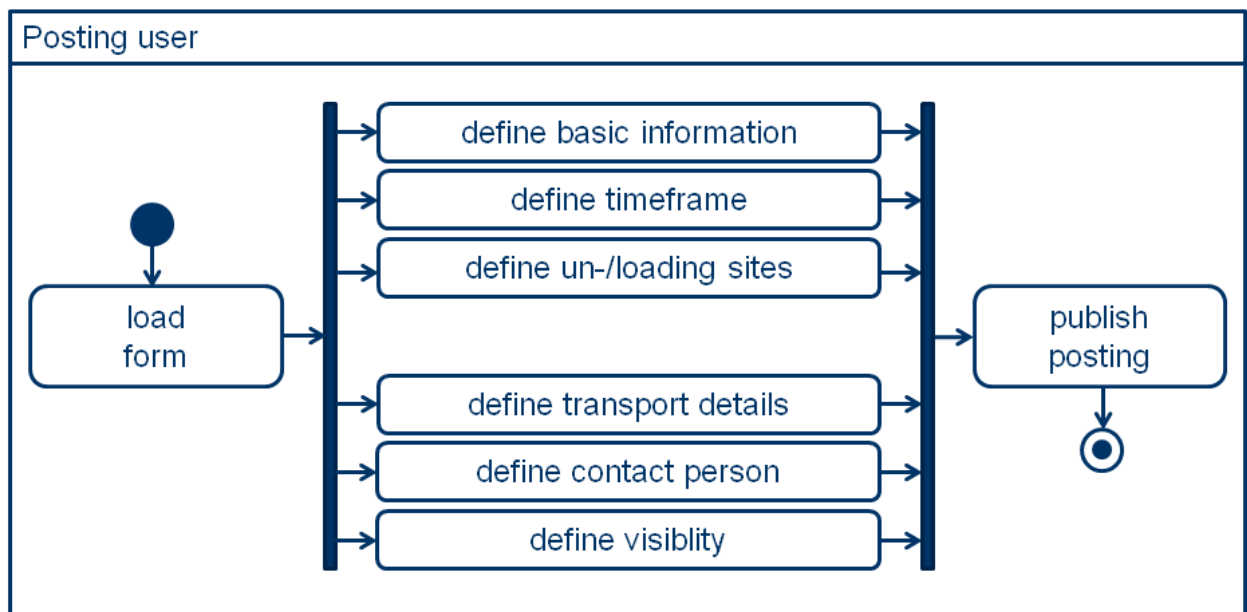 Posting user
define basic information
define timeframe
define un-/loading sites
load
form
publish
posting
define transport details
define contact person
define visiblity